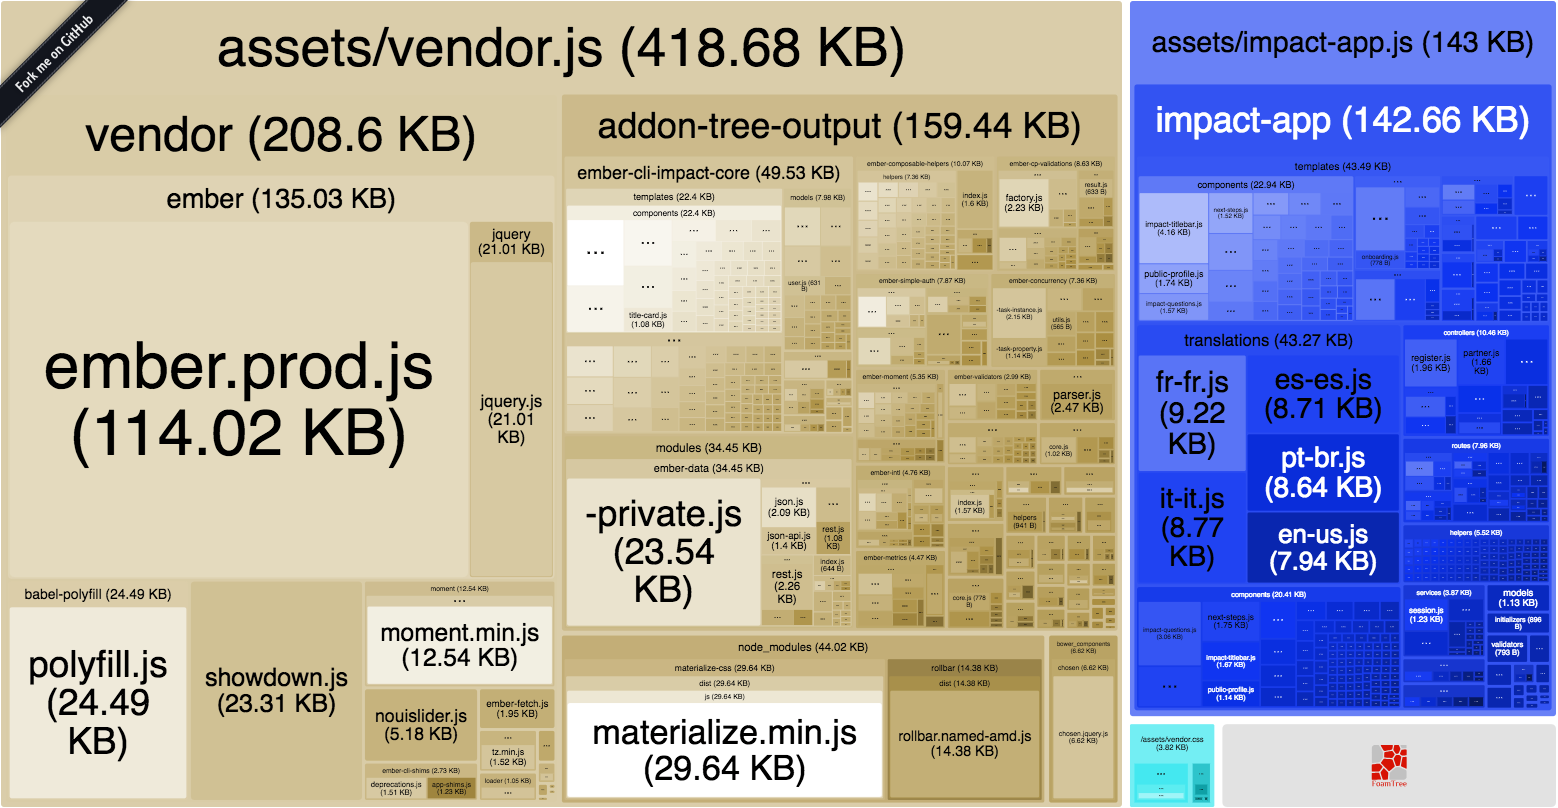 Fork me on GitHub
assets/vendor.js (418.68 KB)
vendor (208.6 KB)
ember (135.03 KB)
ember.prod.js
(114.02 KB)
jquery
(21.01 KB)
jquery.js
(21.01
KB)
babel-polyfill (24.49 KB)
polyfill.js
(24.49
KB)
showdown.js
(23.31 KB)
moment (12.54 KB)
...
moment.min.js
(12.54 KB)
nouislider.js
(5.18 KB)
ember-fetch.js
(1.95 KB)
tz.min.js
(1.52 KB)
ember-cli-shims (2.73 KB)
deprecations.js
(1.51 KB)
app-shims.js
(1.23 KB)
loader (1.05 KB)
addon-tree-output (159.44 KB)
ember-cli-impact-core (49.53 KB)
templates (22.4 KB)
components (22.4 KB)
title-card.js
(1.08 KB)
models (7.98 KB)
user.js (631
B)
modules (34.45 KB)
ember-data (34.45 KB)
-private.js
(23.54
KB)
json.js
(2.09 KB)
json-api.js
(1.4 KB)
rest.js
(1.08
KB)
rest.js
(2.26
KB)
index.js
(644 B)
ember-composable-helpers (10.07 KB)
helpers (7.36 KB)
index.js
(1.6 KB)
ember-cp-validations (8.63 KB)
factory.js
(2.23 KB)
result.js
(633 B)
ember-simple-auth (7.87 KB)
ember-concurrency (7.36 KB)
-task-instance.js
(2.15 KB)
utils.js
(565 B)
-task-property.js
(1.14 KB)
ember-moment (5.35 KB)
ember-validators (2.99 KB)
parser.js
(2.47 KB)
core.js
(1.02 KB)
ember-intl (4.76 KB)
index.js
(1.57 KB)
helpers
(941 B)
ember-metrics (4.47 KB)
core.js (778
B)
node_modules (44.02 KB)
materialize-css (29.64 KB)
dist (29.64 KB)
js (29.64 KB)
materialize.min.js
(29.64 KB)
rollbar (14.38 KB)
dist (14.38 KB)
rollbar.named-amd.js
(14.38 KB)
bower_components
(6.62 KB)
chosen (6.62 KB)
chosen.jquery.js
(6.62 KB)
assets/impact-app.js (143 KB)
impact-app (142.66 KB)
templates (43.49 KB)
components (22.94 KB)
impact-titlebar.js
(4.16 KB)
next-steps.js
(1.52 KB)
public-profile.js
(1.74 KB)
impact-questions.js
(1.57 KB)
onboarding.js
(778 B)
translations (43.27 KB)
fr-fr.js
(9.22
KB)
es-es.js
(8.71 KB)
it-it.js
(8.77
KB)
pt-br.js
(8.64 KB)
en-us.js
(7.94 KB)
controllers (10.46 KB)
register.js
(1.96 KB)
partner.js
(1.66
KB)
routes (7.96 KB)
helpers (5.52 KB)
components (20.41 KB)
impact-questions.js
(3.05 KB)
next-steps.js
(1.75 KB)
impact-titlebar.js
(1.67 KB)
public-profile.js
(1.14 KB)
services (3.87 KB)
session.js
(1.23 KB)
models
(1.13 KB)
initializers (896
B)
validators
(793 B)
/assets/vendor.css
(3.82 KB)
FoamTree